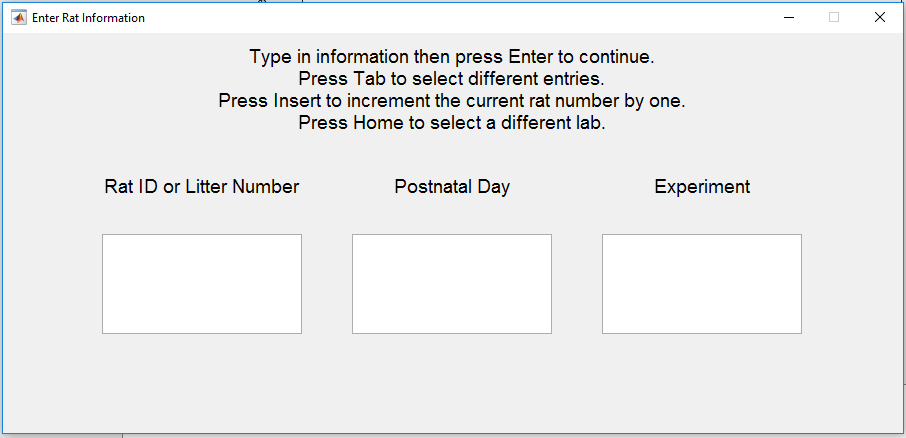 Enter Rat Information
Type in information then press Enter to continue.
Press Tab to select different entries.
Press Insert to increment the current rat number by one.
Press Home to select a different lab.
Rat ID or Litter Number
Postnatal Day
Experiment